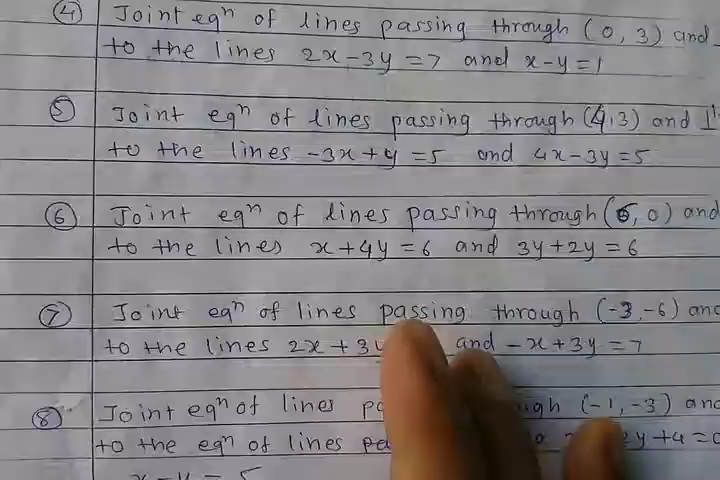 (4) Joint eqⁿ of lines passing through (0, 3) and
to the lines 2x-3y=7 and x-y=1
(5) Joint eqⁿ of lines passing through (4,3) and
to the lines -3x+y=5 and 4x-3y=5
(6) Joint eqⁿ of lines passing through (6, 0) and
to the lines x+4y=6 and 3y+2y=6
(7) Joint eqⁿ of lines passing through (-3,-6) and
to the lines 2x+3y and -x+3y=7
(8) Joint eqⁿ of lines (-1,-3) and
to the eqⁿ of lines 2y+4=0
x-y=5